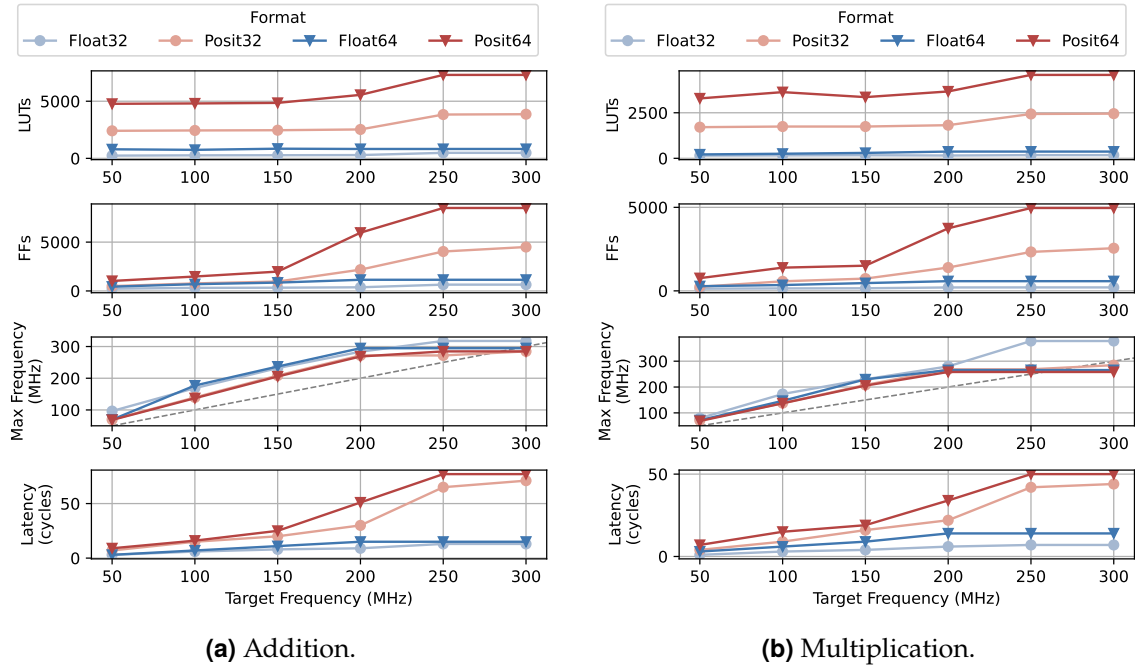 Format
Float32 Posit32 Float64 Posit64
LUTs
5000
0
50 100 150 200 250 300
FFs
5000
0
50 100 150 200 250 300
Max Frequency
(MHz)
300
200
100
50 100 150 200 250 300
Latency
(cycles)
50
0
50 100 150 200 250 300
Target Frequency (MHz)
(a) Addition.
Format
Float32 Posit32 Float64 Posit64
LUTs
2500
0
50 100 150 200 250 300
FFs
5000
0
50 100 150 200 250 300
Max Frequency
(MHz)
300
200
100
50 100 150 200 250 300
Latency
(cycles)
50
0
50 100 150 200 250 300
Target Frequency (MHz)
(b) Multiplication.